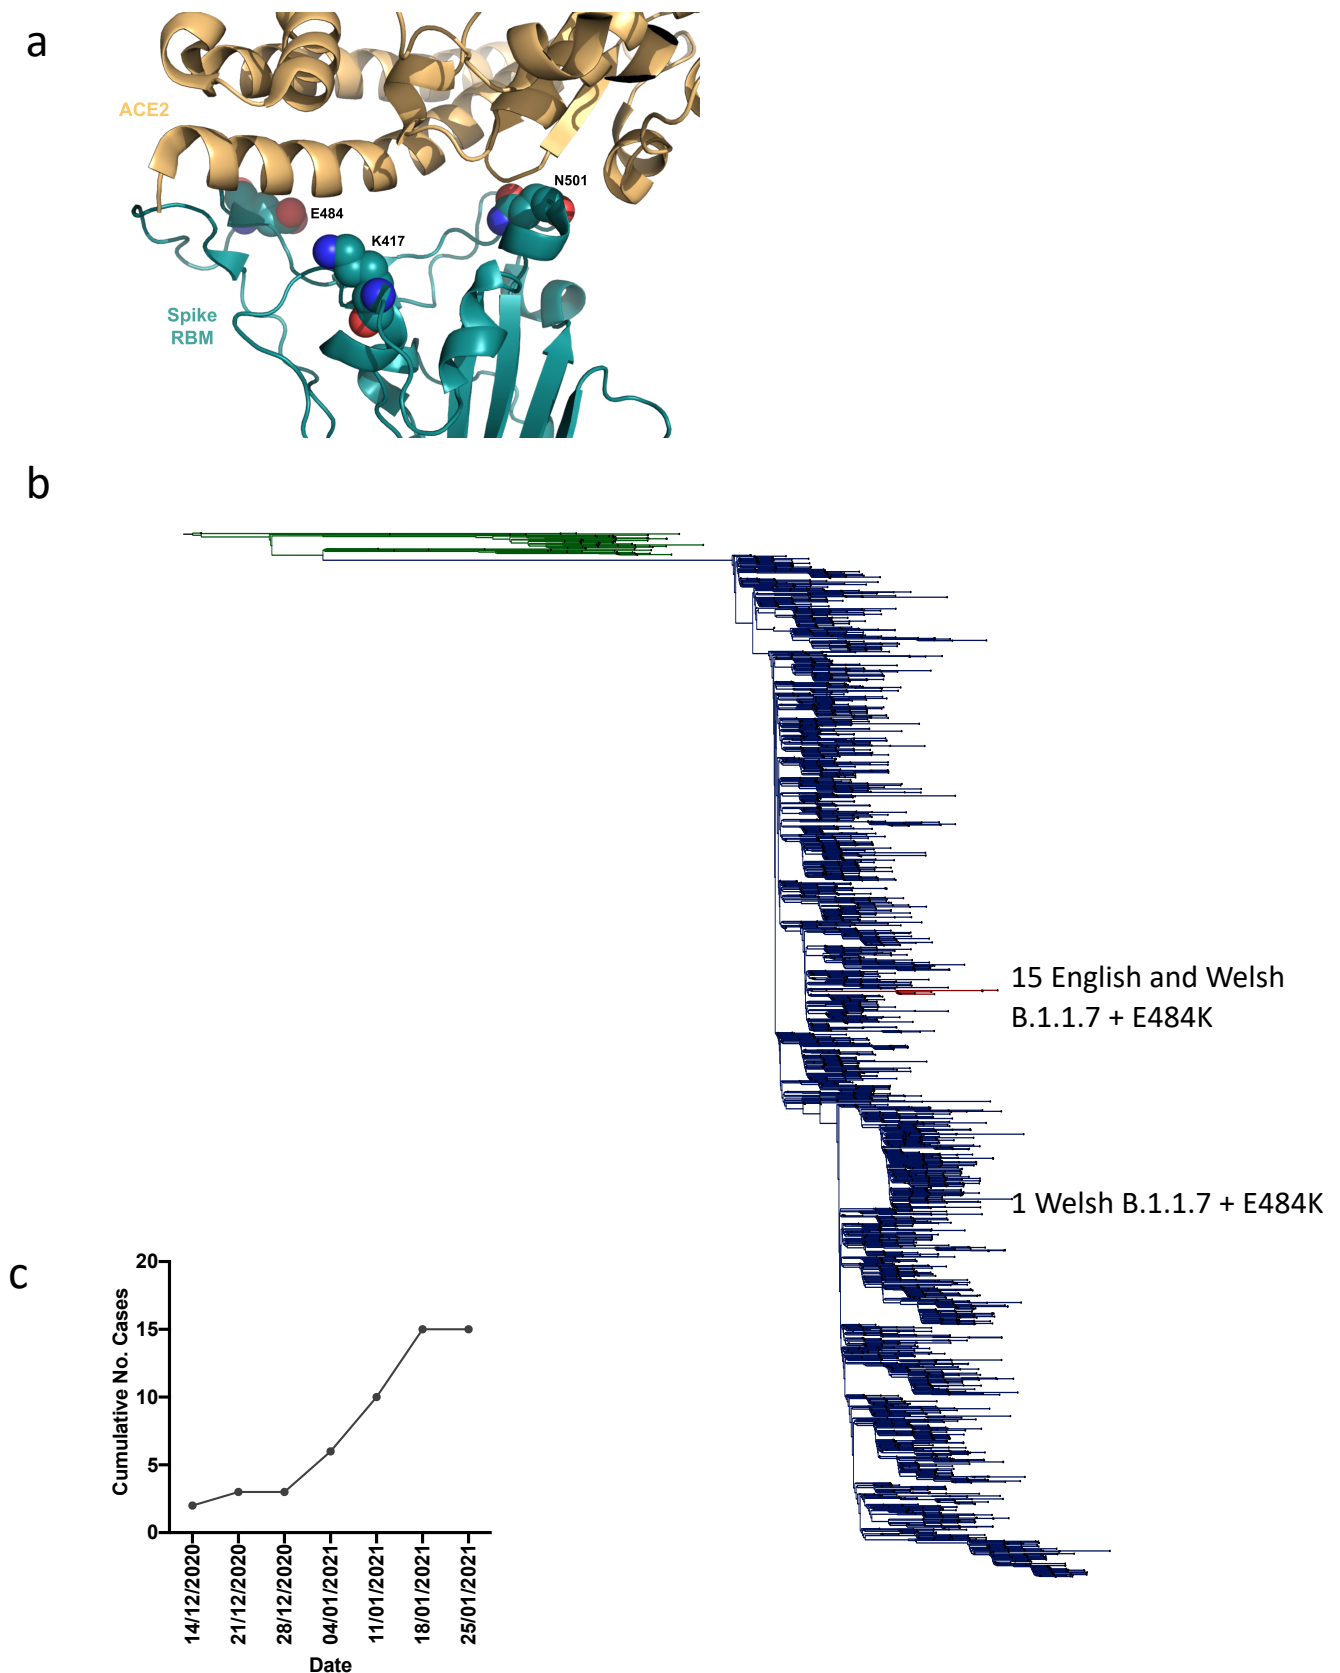 a
ACE2
N501
E484
K417
Spike
RBM
b
15 English and Welsh
B.1.1.7 + E484K
1 Welsh B.1.1.7 + E484K
c
20
15
10
5
0
Cumulative No. Cases
14/12/2020
21/12/2020
28/12/2020
04/01/2021
11/01/2021
18/01/2021
25/01/2021
Date